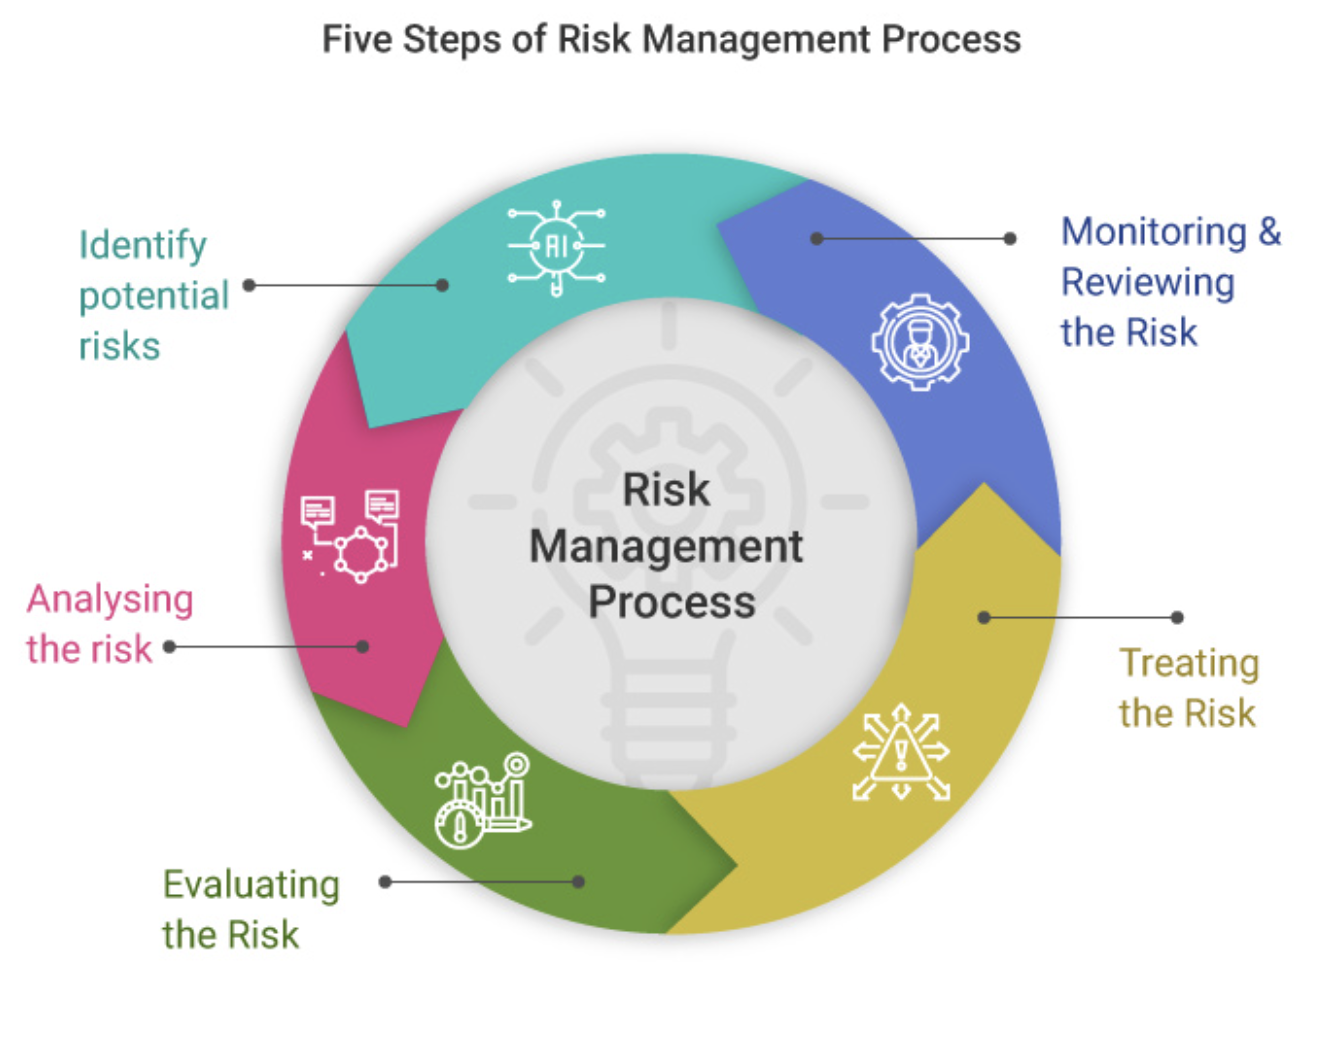 Five Steps of Risk Management Process
Identify
potential
risks
Monitoring &
Reviewing
the Risk
AI
Risk
Management
Process
Analysing
the risk
Treating
the Risk
Evaluating
the Risk